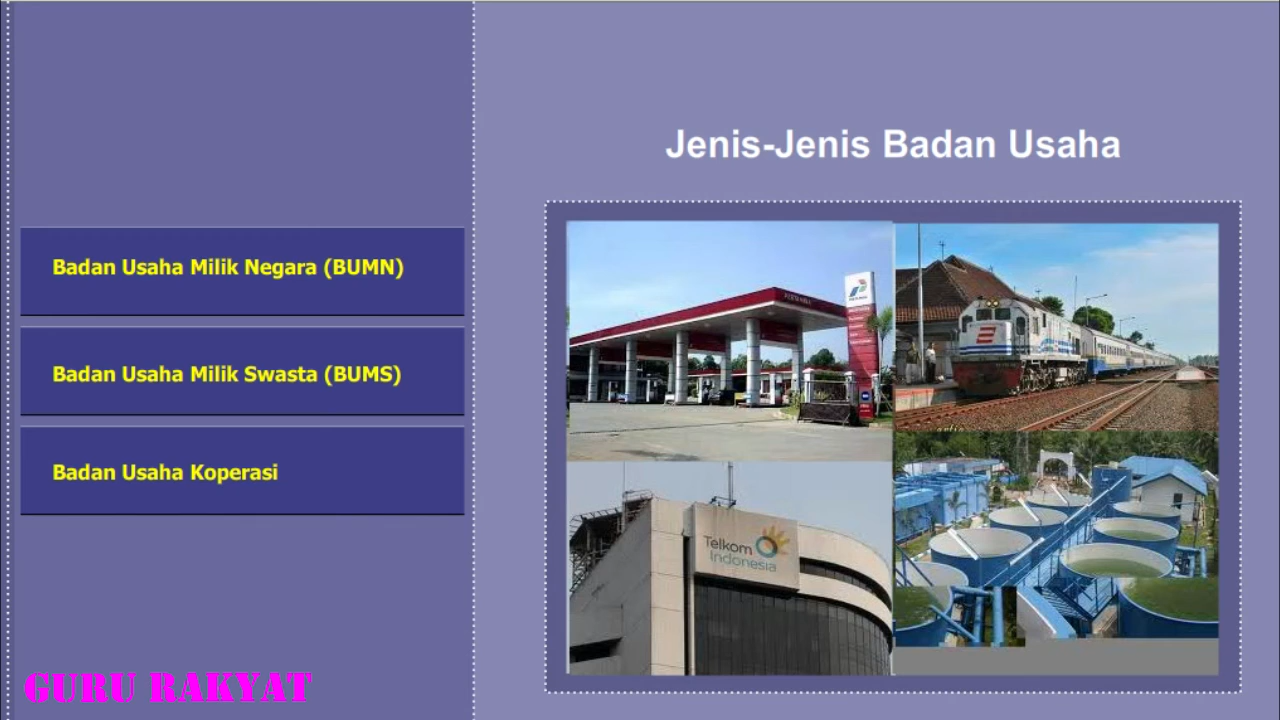 Jenis-Jenis Badan Usaha
Badan Usaha Milik Negara (BUMN)
Badan Usaha Milik Swasta (BUMS)
Badan Usaha Koperasi
PERTAMINA
Telkom
Indonesia
GURU RAKYAT